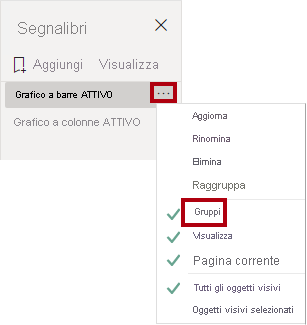 Segnalibri
Aggiungi Visualizza
Grafico a barre ATTIVO ...
Grafico a colonne ATTIVO
Aggiorna
Rinomina
Elimina
Raggruppa
Gruppi
Visualizza
Pagina corrente
Tutti gli oggetti visivi
Oggetti visivi selezionati